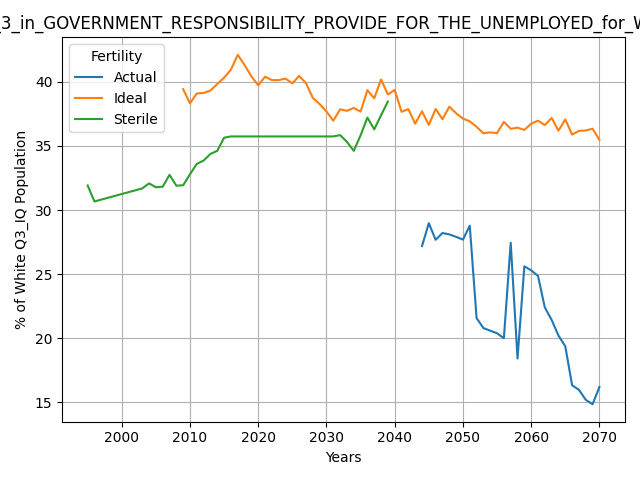 _3_in_GOVERNMENT_RESPONSIBILITY_PROVIDE_FOR_THE_UNEMPLOYED_for_W
Fertility
Actual
Ideal
Sterile
% of White Q3_IQ Population
40
35
30
25
20
15
2000
2010
2020
2030
2040
2050
2060
2070
Years